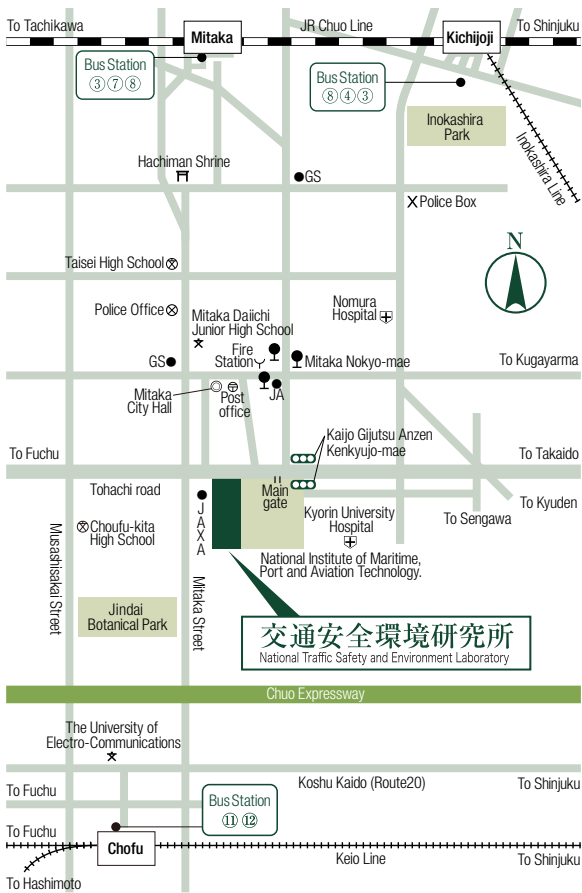 To Tachikawa
Mitaka
JR Chuo Line
Kichijoji
To Shinjuku
Bus Station
③⑦⑧
Bus Station
⑧④③
Inokashira
Park
Inokashira Line
Hachiman Shrine
GS
Police Box
N
Taisei High School
Police Office
Mitaka Daiichi
Junior High School
Nomura
Hospital
Fire
Station
GS
Mitaka Nokyo-mae
To Kugayarma
Mitaka
City Hall
Post
office
JA
Kaijo Gijutsu Anzen
Kenkyujo-mae
To Fuchu
To Takaido
Tohachi road
Main
gate
To Kyuden
To Sengawa
JAXA
Kyorin University
Hospital
Choufu-kita
High School
National Institute of Maritime,
Port and Aviation Technology.
Musashisakai Street
Mitaka Street
Jindai
Botanical Park
交通安全環境研究所
National Traffic Safety and Environment Laboratory
Chuo Expressway
The University of
Electro-Communications
Koshu Kaido (Route20)
To Shinjuku
To Fuchu
Bus Station
⑪⑫
To Fuchu
Chofu
Keio Line
To Shinjuku
To Hashimoto